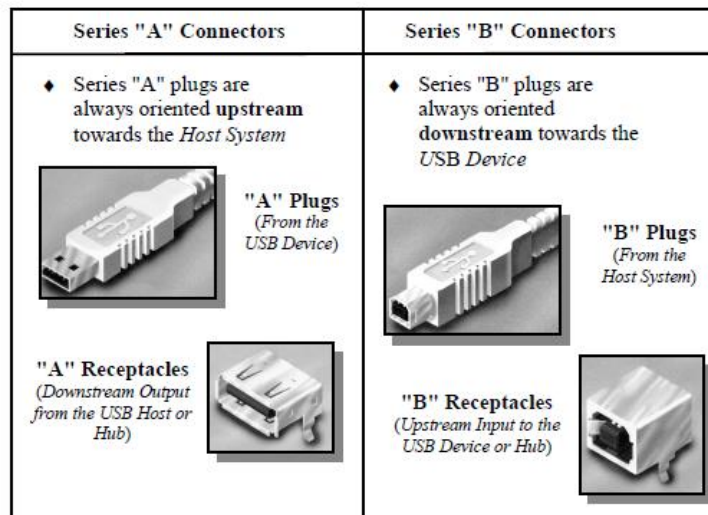 Series "A" Connectors
♦ Series "A" plugs are
always oriented upstream
towards the Host System
"A" Plugs
(From the
USB Device)
"A" Receptacles
(Downstream Output
from the USB Host or
Hub)
Series "B" Connectors
♦ Series "B" plugs are
always oriented
downstream towards the
USB Device
"B" Plugs
(From the
Host System)
"B" Receptacles
(Upstream Input to the
USB Device or Hub)